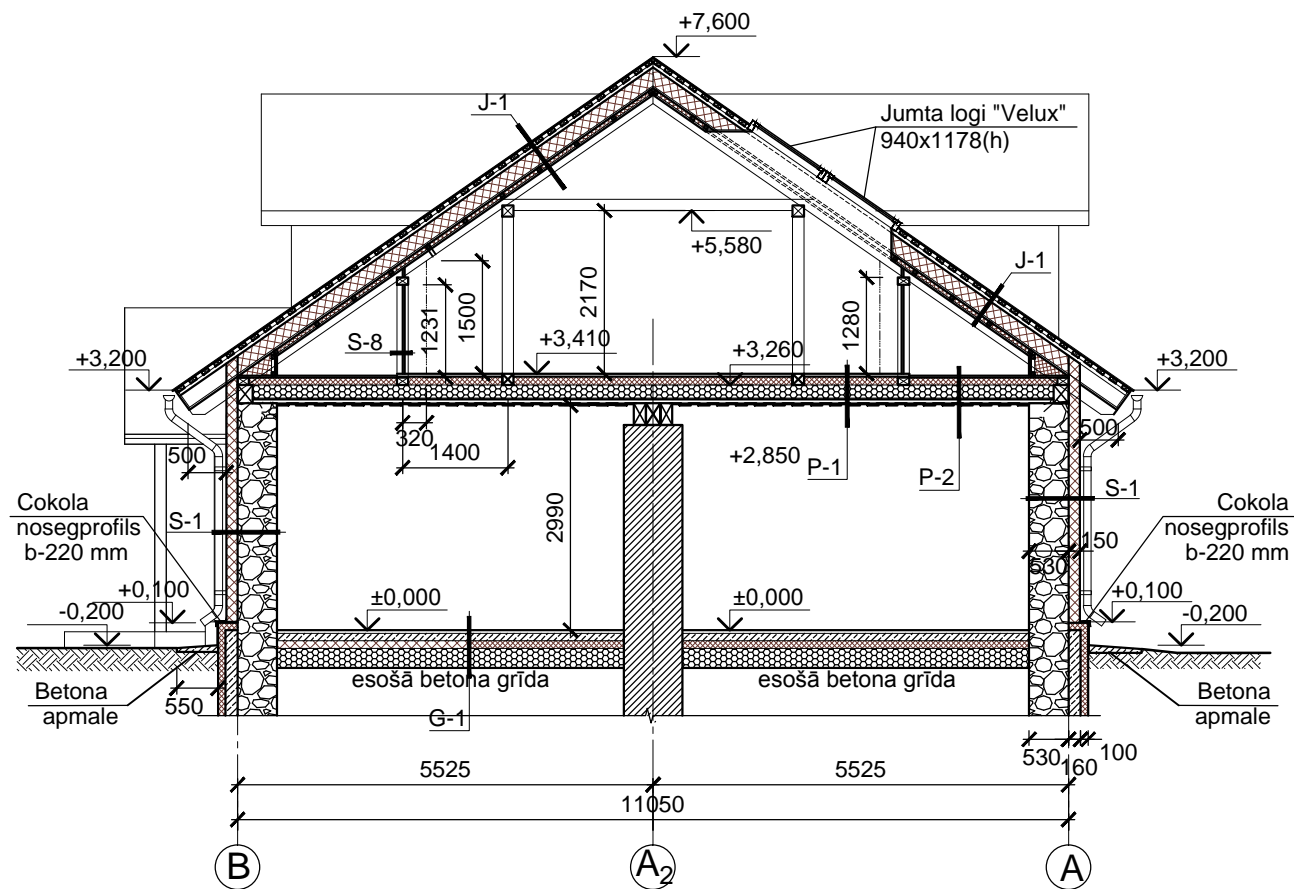 +7,600
J-1
Jumta logi "Velux"
940x1178(h)
+5,580
J-1
2170
1500
1231
1280
S-8
+3,410
+3,260
+3,200
+3,200
320
1400
500
500
+2,850
P-1
P-2
2990
Cokola
nosegprofils
b-220 mm
S-1
S-1
Cokola
nosegprofils
b-220 mm
150
530
+0,100
-0,200
±0,000
±0,000
+0,100
-0,200
esošā betona grīda
esošā betona grīda
Betona
apmale
550
G-1
Betona
apmale
530
160
100
5525
5525
11050
B
A2
A